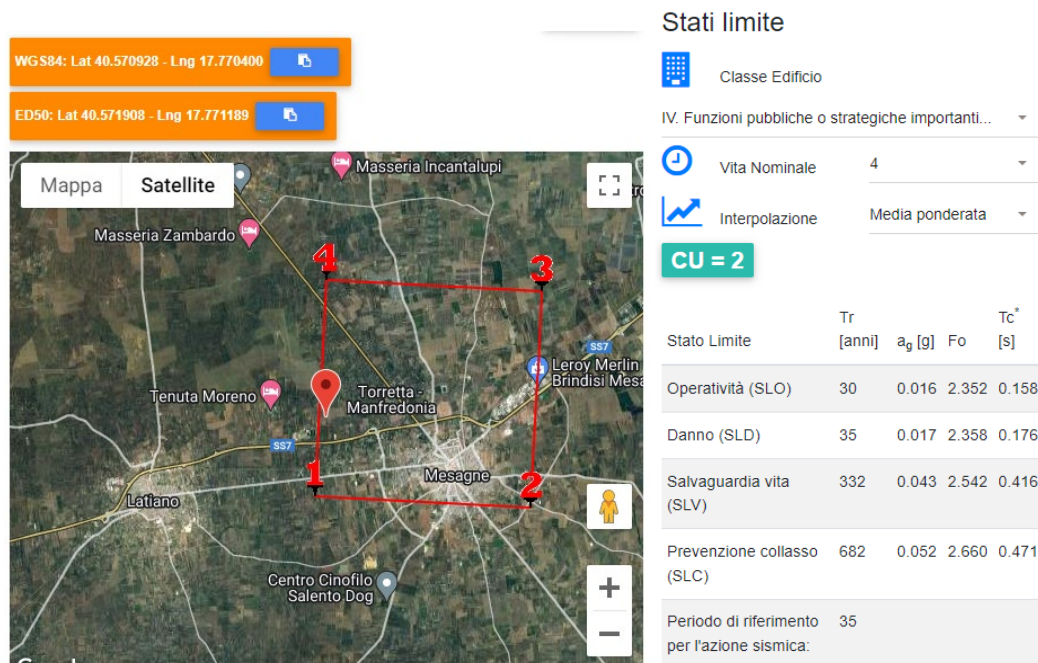 WGS84: Lat 40.570928 - Lng 17.770400
ED50: Lat 40.571908 - Lng 17.771189
Mappa
Satellite
Masseria Incantalupi
Masseria Zambardo
4
3
SS7
Leroy Merlin
Brindisi Mesa
Tenuta Moreno
Torretta -
Manfredonia
SS7
1
Mesagne
2
Latiano
Centro Cinofilo
Salento Dog
+
−
Stati limite
Classe Edificio
IV. Funzioni pubbliche o strategiche importanti...
Vita Nominale 4
Interpolazione Media ponderata
CU = 2
Stato Limite Tr [anni] ag [g] Fo Tc* [s]
Operatività (SLO) 30 0.016 2.352 0.158
Danno (SLD) 35 0.017 2.358 0.176
Salvaguardia vita (SLV) 332 0.043 2.542 0.416
Prevenzione collasso (SLC) 682 0.052 2.660 0.471
Periodo di riferimento per l'azione sismica: 35